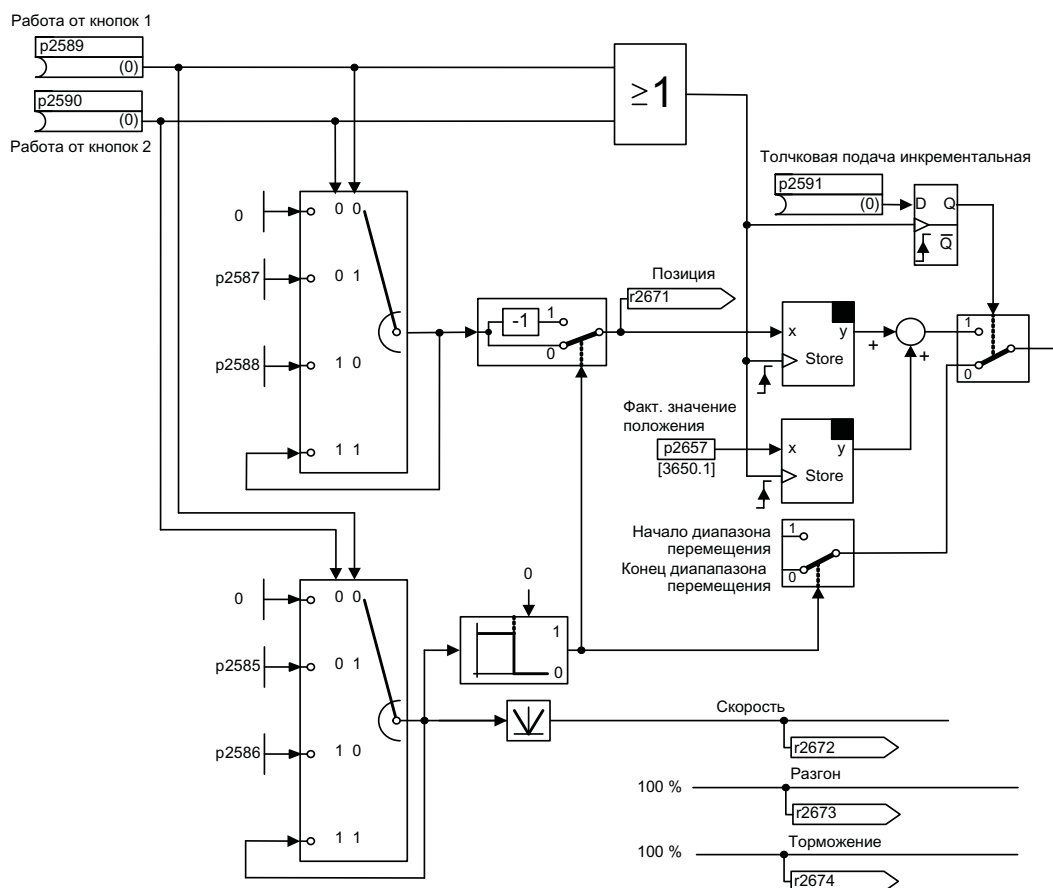 Работа от кнопок 1
p2589
(0)
p2590
(0)
Работа от кнопок 2
≥1
Толчковая подача инкрементальная
p2591
(0)
D Q
Q
0
0 0
p2587
0 1
p2588
1 0
1 1
-1
1
0
Позиция
r2671
x y
Store
+
+
1
0
Факт. значение
положения
p2657
[3650.1]
x y
Store
Начало диапазона
перемещения
Конец диапапазона
перемещения
1
0
0
0 0
p2585
0 1
p2586
1 0
1 1
0
1
0
Скорость
r2672
100 %
Разгон
r2673
100 %
Торможение
r2674